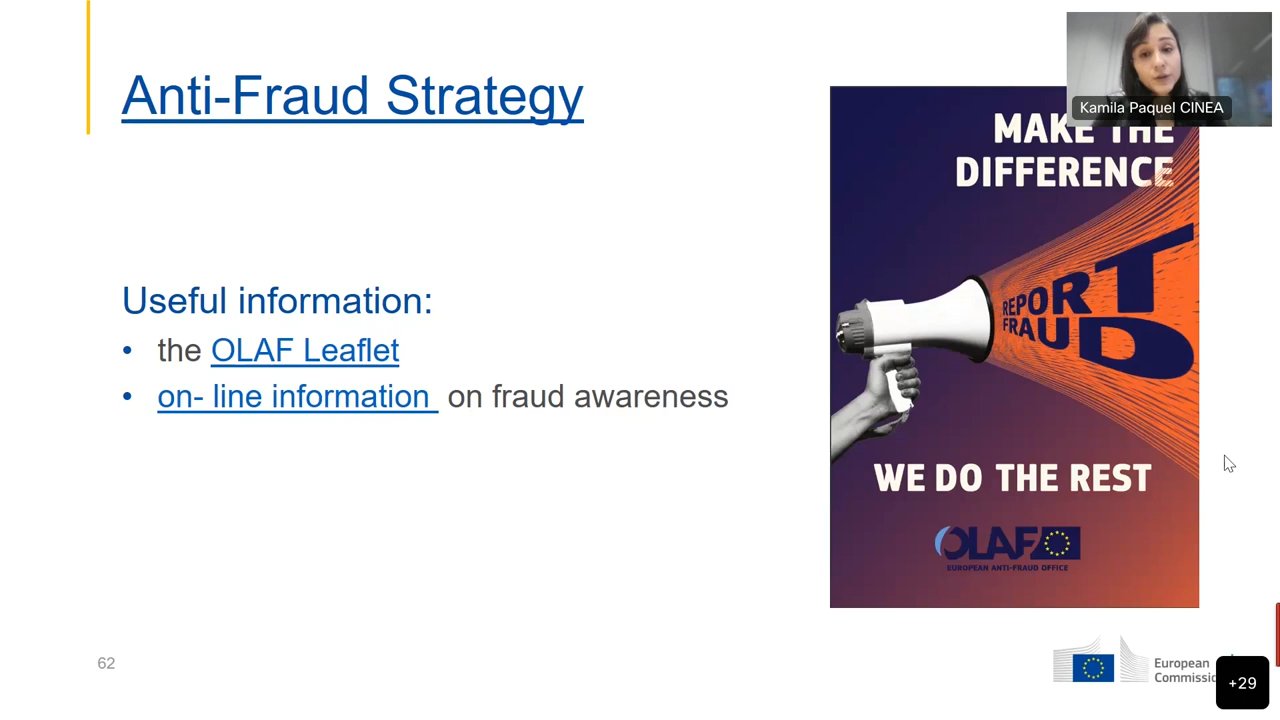 Anti-Fraud Strategy
Kamila Paquel CINEA
MAKE THE
DIFFERENCE
REPORT
FRAUD
Useful information:
• the OLAF Leaflet
• on- line information on fraud awareness
WE DO THE REST
OLAF
EUROPEAN ANTI-FRAUD OFFICE
62
European
Commissio
+29